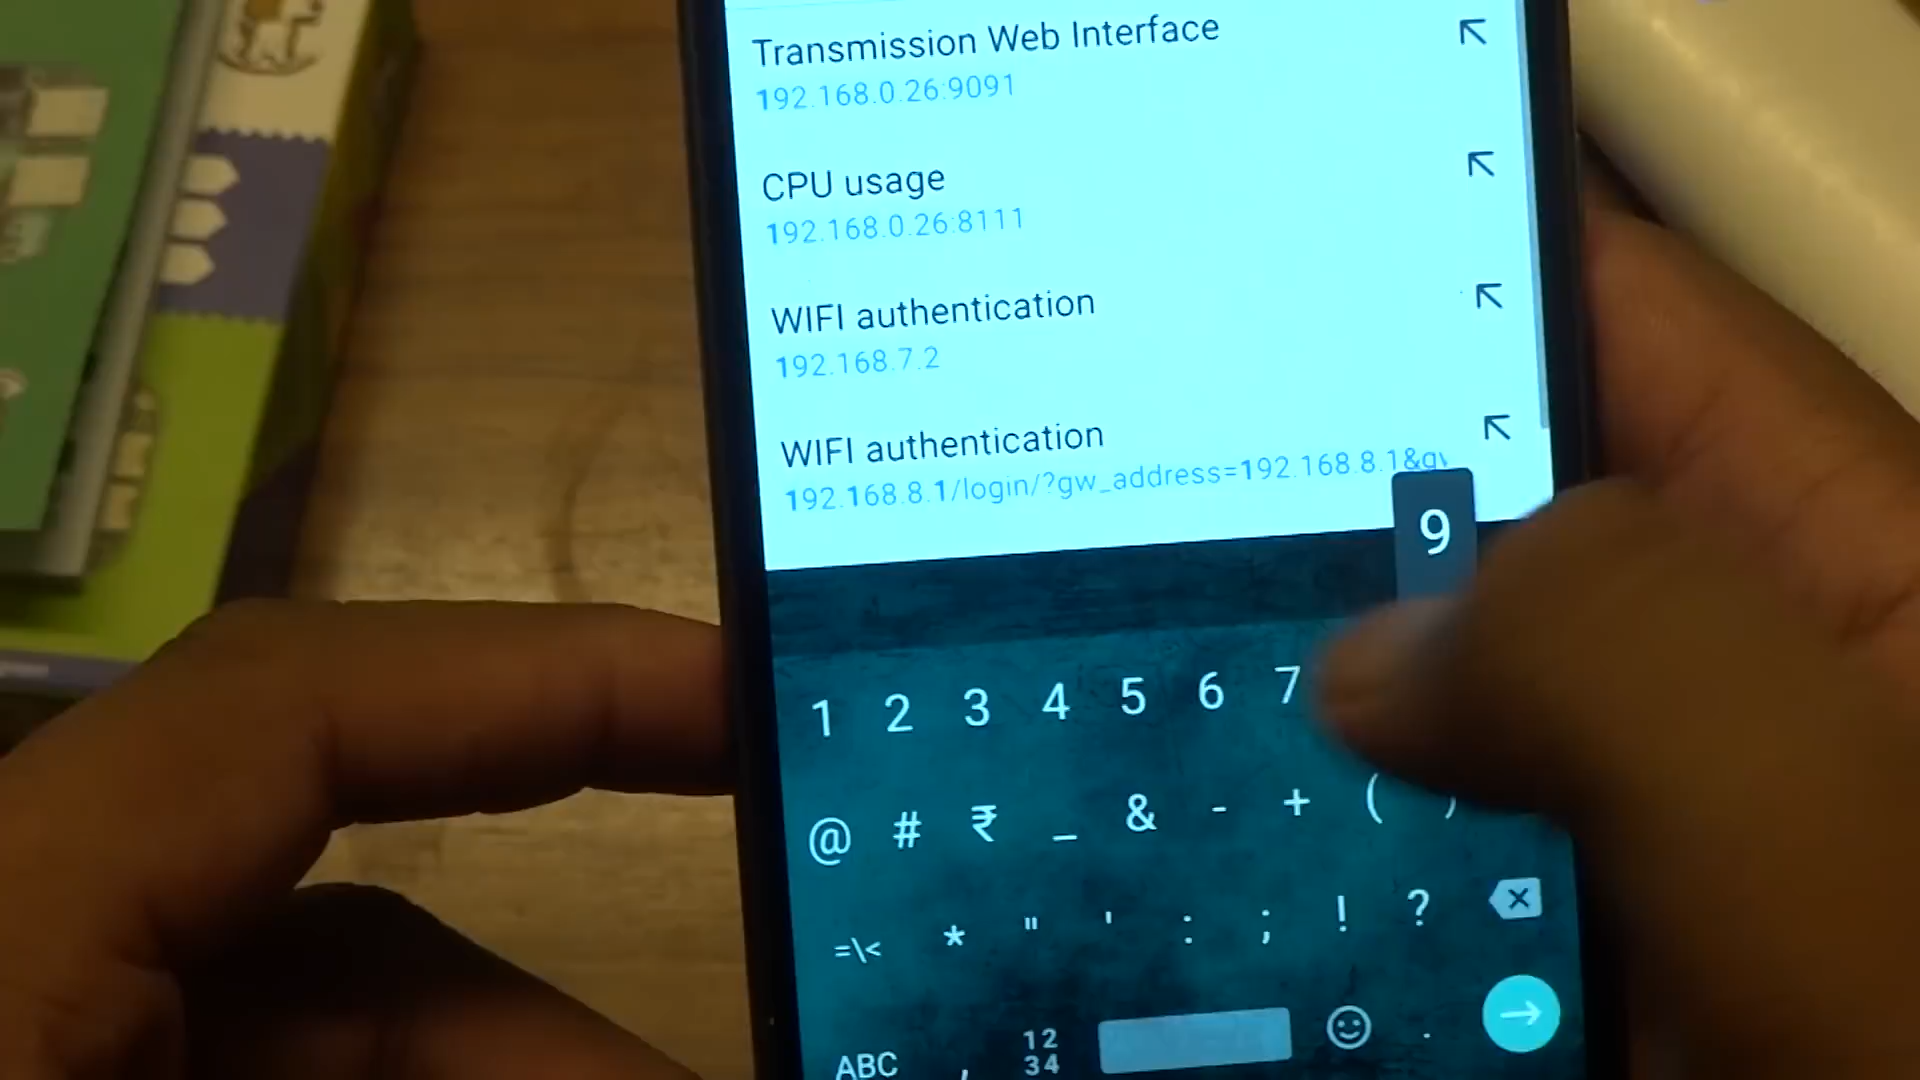 Transmission Web Interface
192.168.0.26:9091
CPU usage
192.168.0.26:8111
WIFI authentication
192.168.7.2
WIFI authentication
192.168.8.1/login/?gw_address=192.168.8.1&gw
9
1 2 3 4 5 6 7
@ # ₹ _ & - + ( )
=\< * " ' : ; ! ?
ABC , 12 34 .